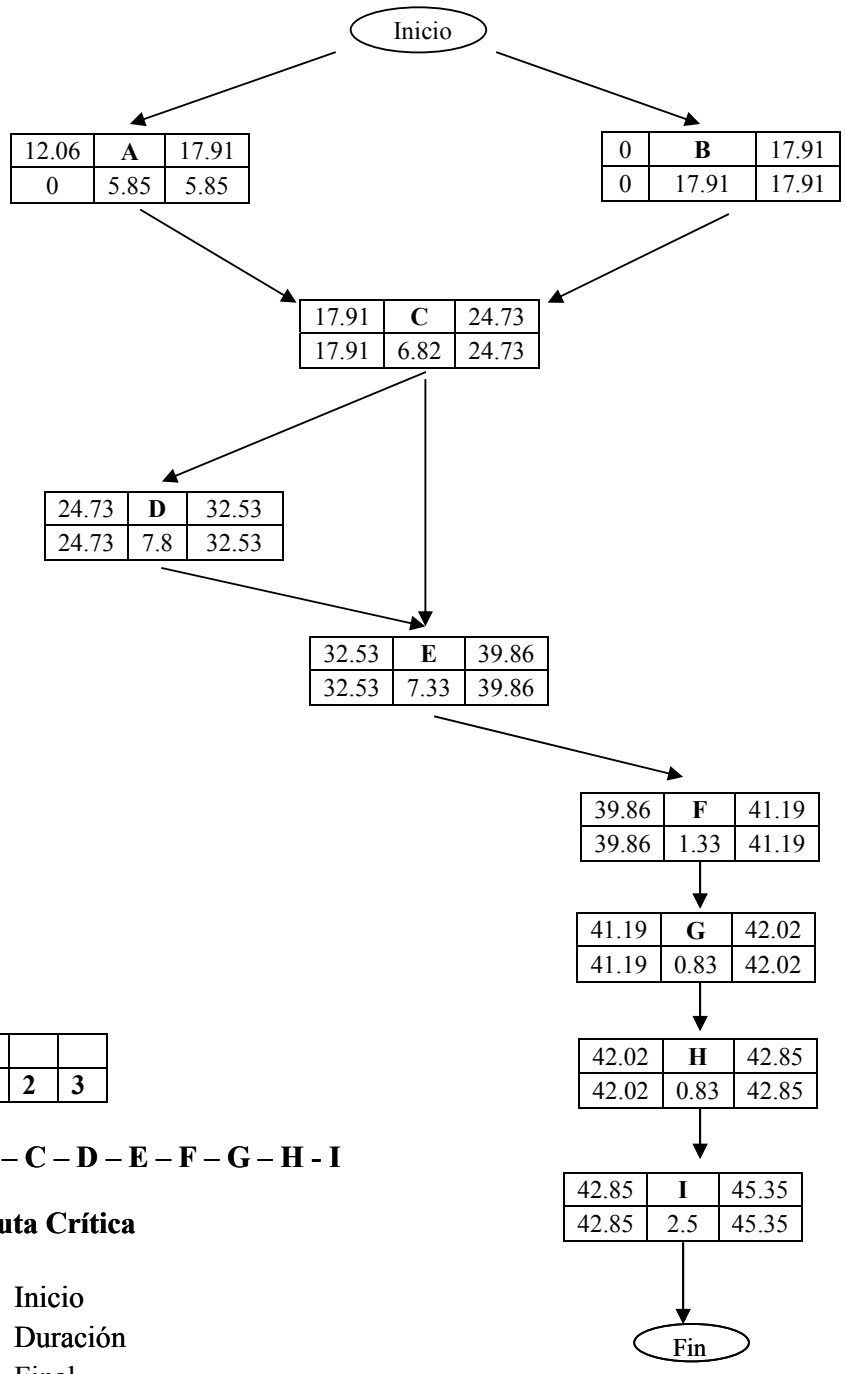 Inicio
12.06 A 17.91
0 5.85 5.85
0 B 17.91
0 17.91 17.91
17.91 C 24.73
17.91 6.82 24.73
24.73 D 32.53
24.73 7.8 32.53
32.53 E 39.86
32.53 7.33 39.86
39.86 F 41.19
39.86 1.33 41.19
41.19 G 42.02
41.19 0.83 42.02
42.02 H 42.85
42.02 0.83 42.85
42.85 I 45.35
42.85 2.5 45.35
Fin
2 3
– C – D – E – F – G – H - I
uta Crítica
Inicio
Duración